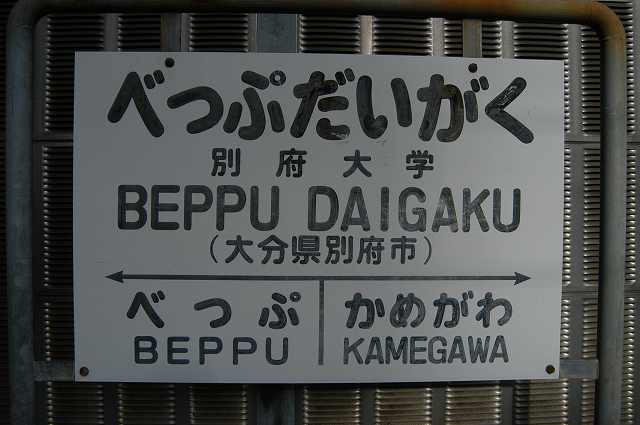 べっぷだいがく
別府大学
BEPPU DAIGAKU
(大分県別府市)
べっぷ かめがわ
BEPPU KAMEGAWA